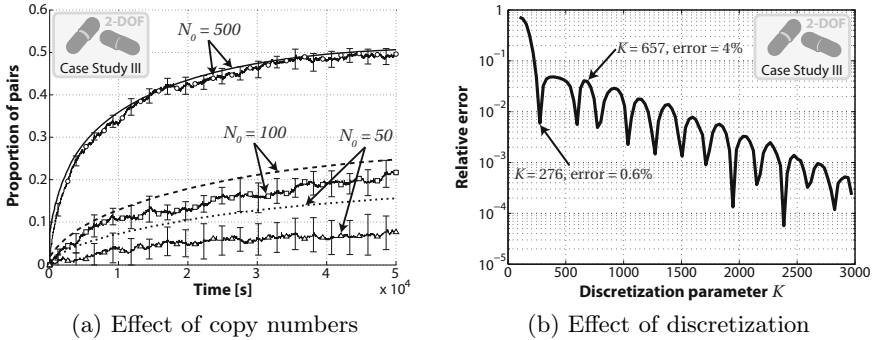 2-DOF
Case Study III
N₀ = 500
N₀ = 100
N₀ = 50
Proportion of pairs
0.6
0.5
0.4
0.3
0.2
0.1
0
0 1 2 3 4 5
x 10⁴
Time [s]
(a) Effect of copy numbers
2-DOF
Case Study III
K = 657, error = 4%
K = 276, error = 0.6%
Relative error
10⁰
10⁻¹
10⁻²
10⁻³
10⁻⁴
10⁻⁵
0 500 1000 1500 2000 2500 3000
Discretization parameter K
(b) Effect of discretization